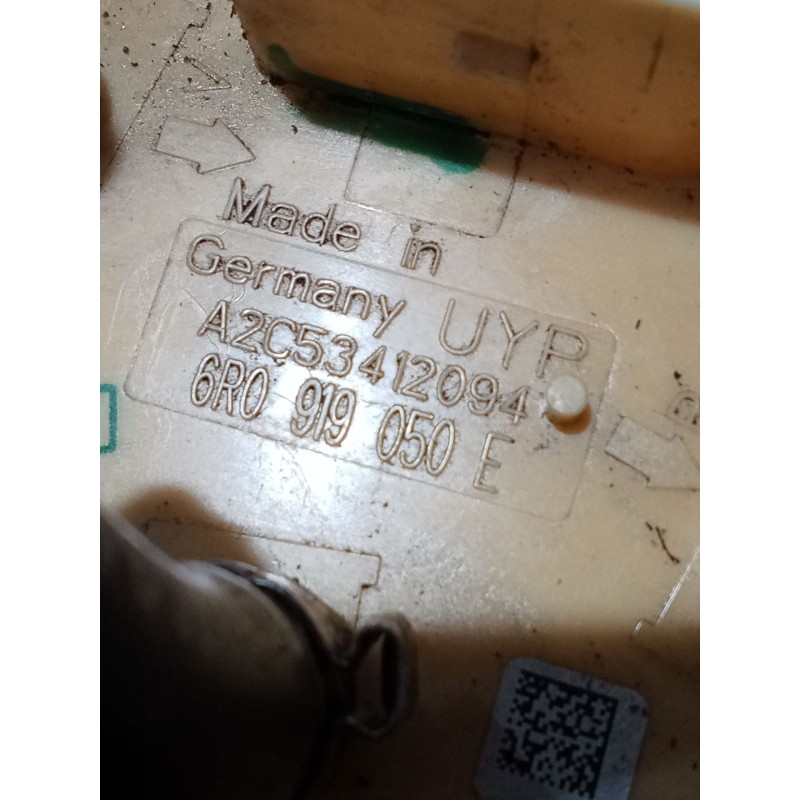 Made in
Germany UYP
A2C53412094
6R0 919 050 E